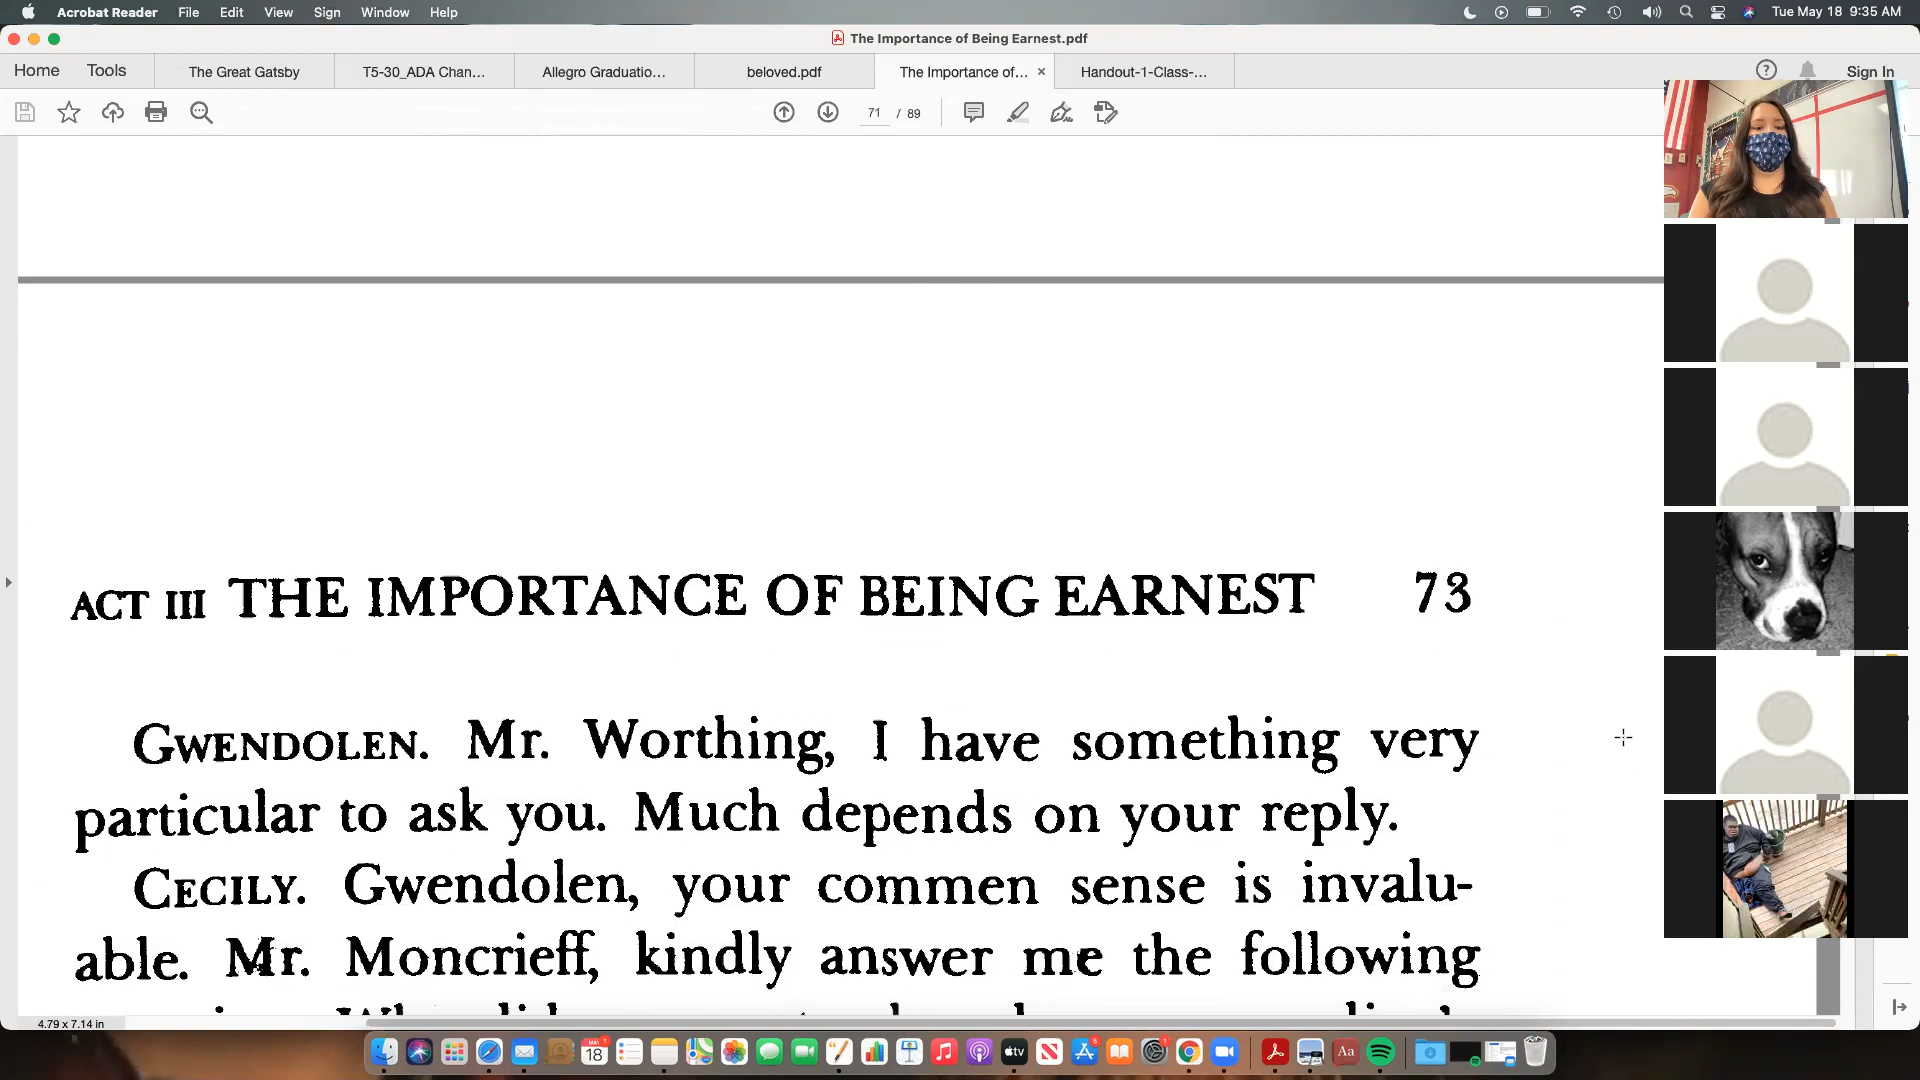 Acrobat Reader File Edit View Sign Window Help Tue May 18 9:35 AM
The Importance of Being Earnest.pdf
Home Tools The Great Gatsby T5-30_ADA Chan... Allegro Graduatio... beloved.pdf The Importance of... × Handout-1-Class-... Sign In
71 / 89
ACT III THE IMPORTANCE OF BEING EARNEST 73
GWENDOLEN. Mr. Worthing, I have something very
particular to ask you. Much depends on your reply.
CECILY. Gwendolen, your commen sense is invalu-
able. Mr. Moncrieff, kindly answer me the following
4.79 x 7.14 in
18 tv Aa